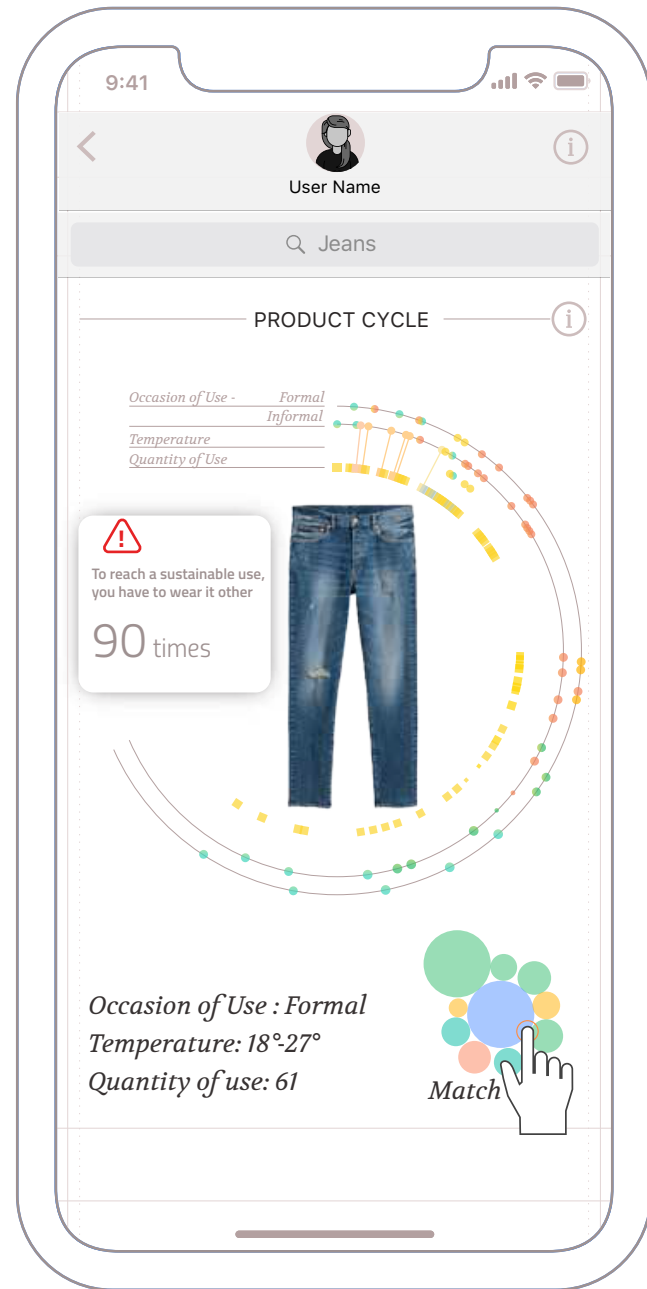 9:41
User Name
Jeans
PRODUCT CYCLE
Occasion of Use - Formal
Informal
Temperature
Quantity of Use
To reach a sustainable use,
you have to wear it other
90 times
Occasion of Use : Formal
Temperature: 18°-27°
Quantity of use: 61
Match